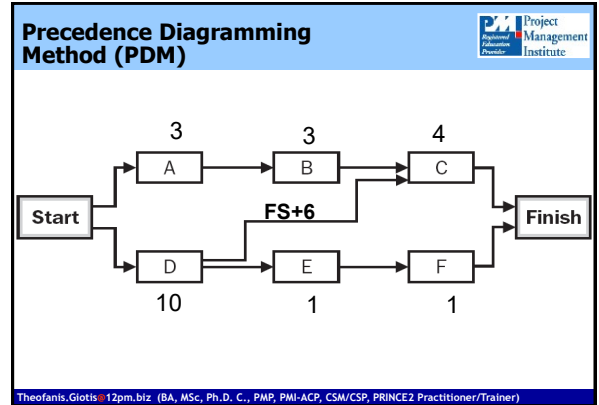 Precedence Diagramming
Method (PDM)
PMI
Registered
Education
Provider
Project
Management
Institute
3
3
4
A
B
C
Start
FS+6
Finish
D
E
F
10
1
1
Theofanis.Giotis@12pm.biz (BA, MSc, Ph.D. C., PMP, PMI-ACP, CSM/CSP, PRINCE2 Practitioner/Trainer)